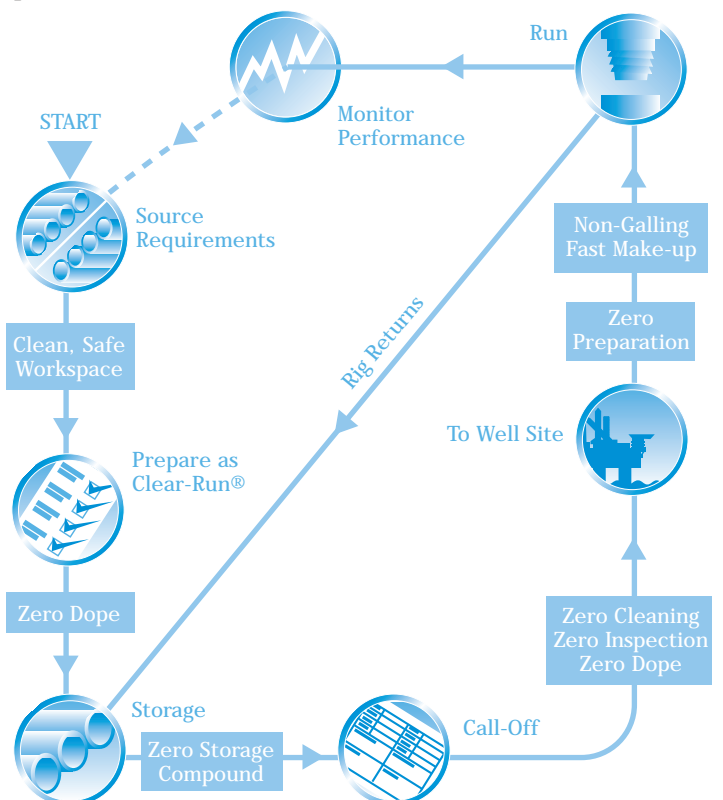 Run
Monitor
Performance
START
Source
Requirements
Non-Galling
Fast Make-up
Clean, Safe
Workspace
Rig Returns
Zero
Preparation
To Well Site
Prepare as
Clear-Run®
Zero Dope
Zero Cleaning
Zero Inspection
Zero Dope
Storage
Call-Off
Zero Storage
Compound